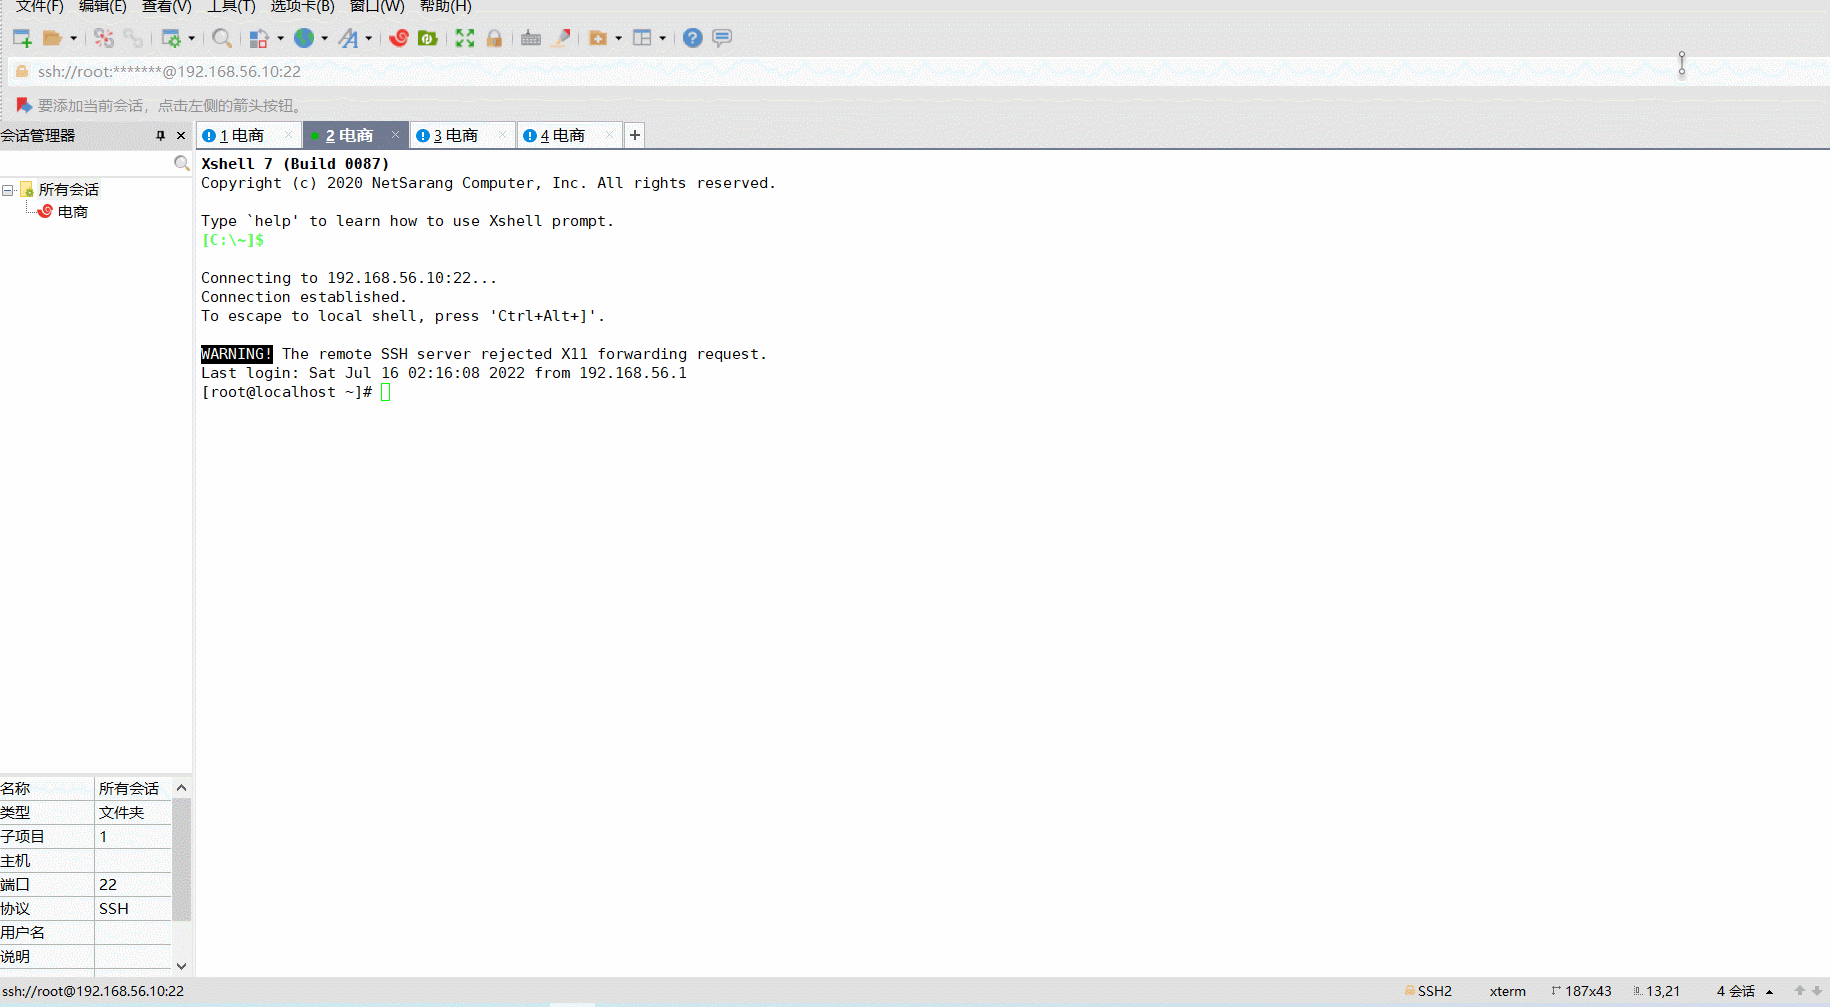 文件(F) 编辑(E) 查看(V) 工具(T) 选项卡(B) 窗口(W) 帮助(H)
ssh://root:*******@192.168.56.10:22
要添加当前会话，点击左侧的箭头按钮。
会话管理器
1 电商 2 电商 3 电商 4 电商 +
所有会话
电商
Xshell 7 (Build 0087)
Copyright (c) 2020 NetSarang Computer, Inc. All rights reserved.
Type `help' to learn how to use Xshell prompt.
[C:\~]$
Connecting to 192.168.56.10:22...
Connection established.
To escape to local shell, press 'Ctrl+Alt+]'.
WARNING! The remote SSH server rejected X11 forwarding request.
Last login: Sat Jul 16 02:16:08 2022 from 192.168.56.1
[root@localhost ~]#
名称 所有会话
类型 文件夹
子项目 1
主机
端口 22
协议 SSH
用户名
说明
ssh://root@192.168.56.10:22 SSH2 xterm 187x43 13,21 4 会话